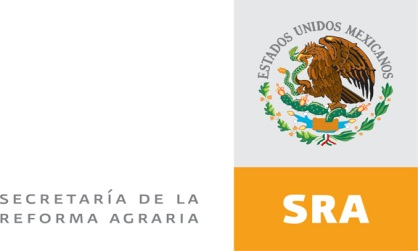 ESTADOS UNIDOS MEXICANOS
SECRETARÍA DE LA
REFORMA AGRARIA
SRA